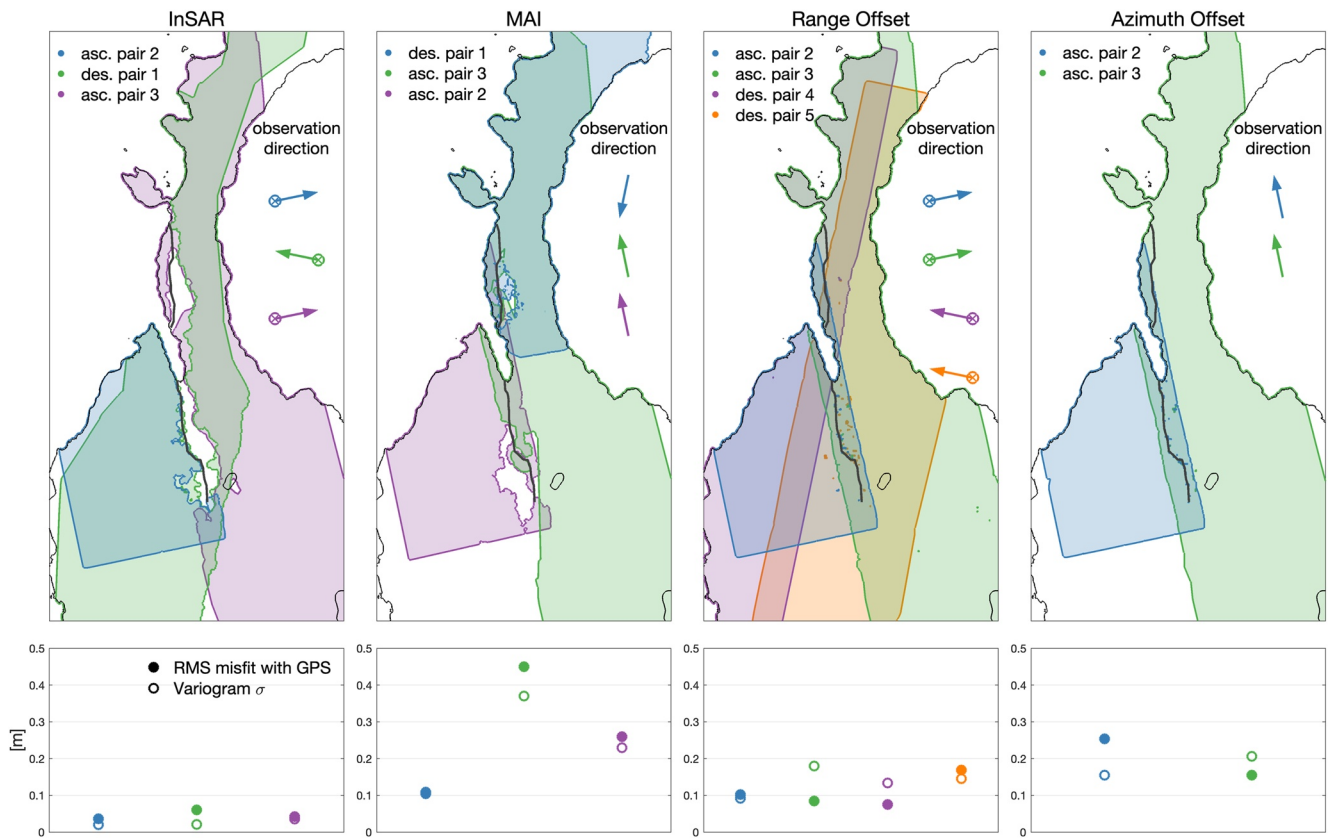 InSAR
asc. pair 2
des. pair 1
asc. pair 3
observation
direction
MAI
des. pair 1
asc. pair 3
asc. pair 2
observation
direction
Range Offset
asc. pair 2
asc. pair 3
des. pair 4
des. pair 5
observation
direction
Azimuth Offset
asc. pair 2
asc. pair 3
observation
direction
[m]
0.5
0.4
0.3
0.2
0.1
0
RMS misfit with GPS
Variogram σ
0.5
0.4
0.3
0.2
0.1
0
0.5
0.4
0.3
0.2
0.1
0
0.5
0.4
0.3
0.2
0.1
0